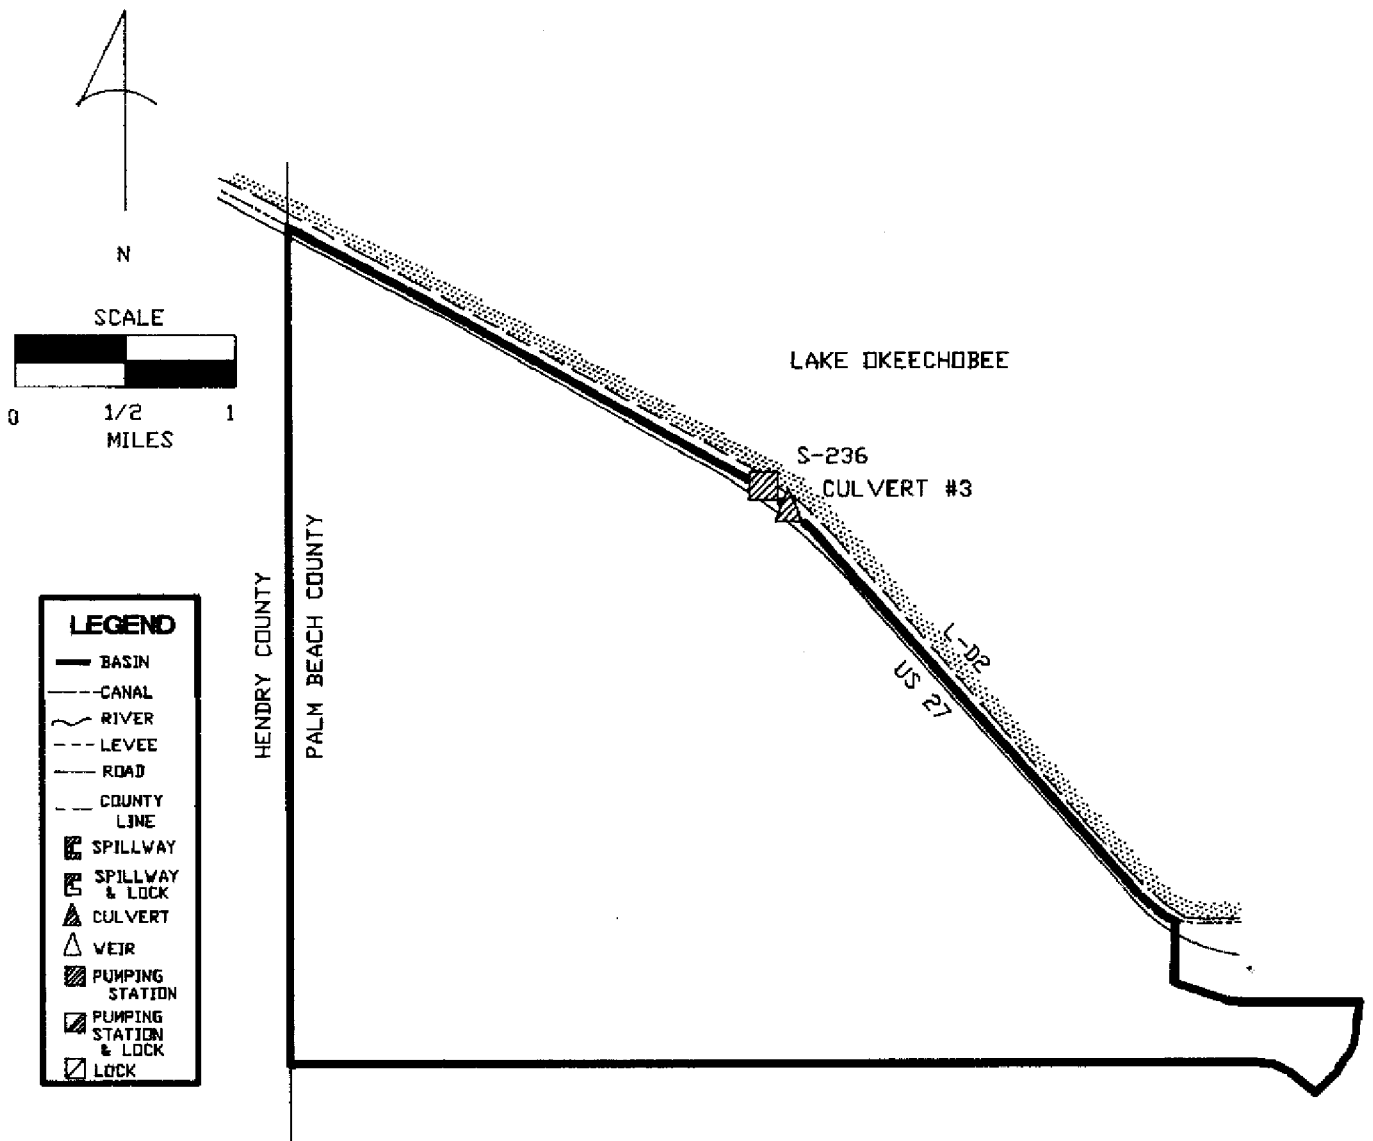 N
SCALE
0 1/2 1
MILES
LAKE OKEECHOBEE
S-236
CULVERT #3
HENDRY COUNTY
PALM BEACH COUNTY
L-D2
US 27
LEGEND
BASIN
CANAL
RIVER
LEVEE
ROAD
COUNTY
LINE
SPILLWAY
SPILLWAY
& LOCK
CULVERT
WEIR
PUMPING
STATION
PUMPING
STATION
& LOCK
LOCK